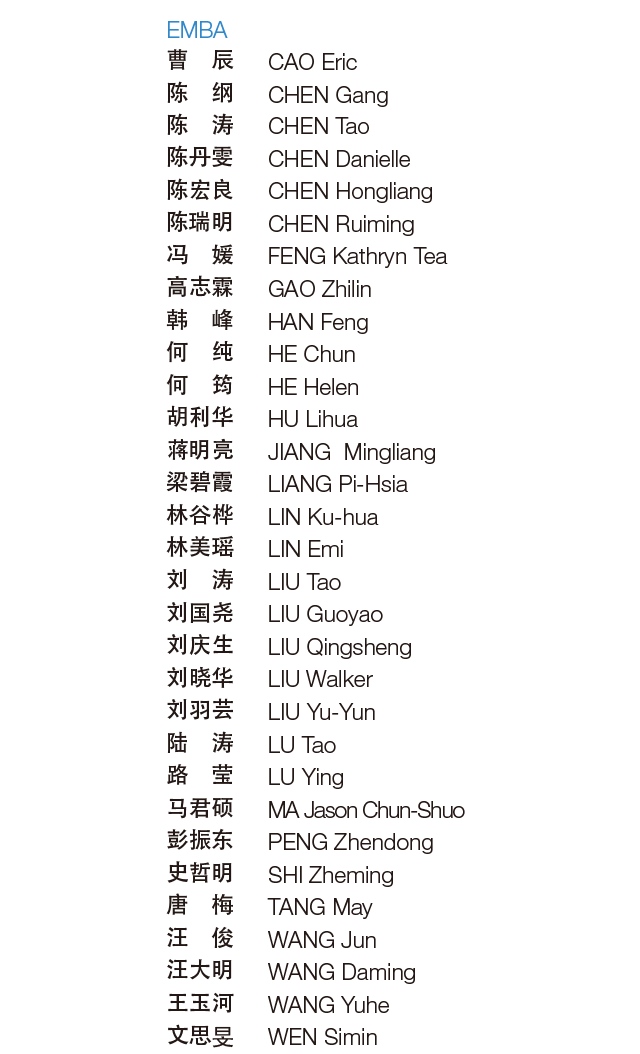 EMBA
曹　辰 CAO Eric
陈　纲 CHEN Gang
陈　涛 CHEN Tao
陈丹雯 CHEN Danielle
陈宏良 CHEN Hongliang
陈瑞明 CHEN Ruiming
冯　媛 FENG Kathryn Tea
高志霖 GAO Zhilin
韩　峰 HAN Feng
何　纯 HE Chun
何　筠 HE Helen
胡利华 HU Lihua
蒋明亮 JIANG  Mingliang
梁碧霞 LIANG Pi-Hsia
林谷桦 LIN Ku-hua
林美瑶 LIN Emi
刘　涛 LIU Tao
刘国尧 LIU Guoyao
刘庆生 LIU Qingsheng
刘晓华 LIU Walker
刘羽芸 LIU Yu-Yun
陆　涛 LU Tao
路　莹 LU Ying
马君硕 MA Jason Chun-Shuo
彭振东 PENG Zhendong
史哲明 SHI Zheming
唐　梅 TANG May
汪　俊 WANG Jun
汪大明 WANG Daming
王玉河 WANG Yuhe
文思旻 WEN Simin